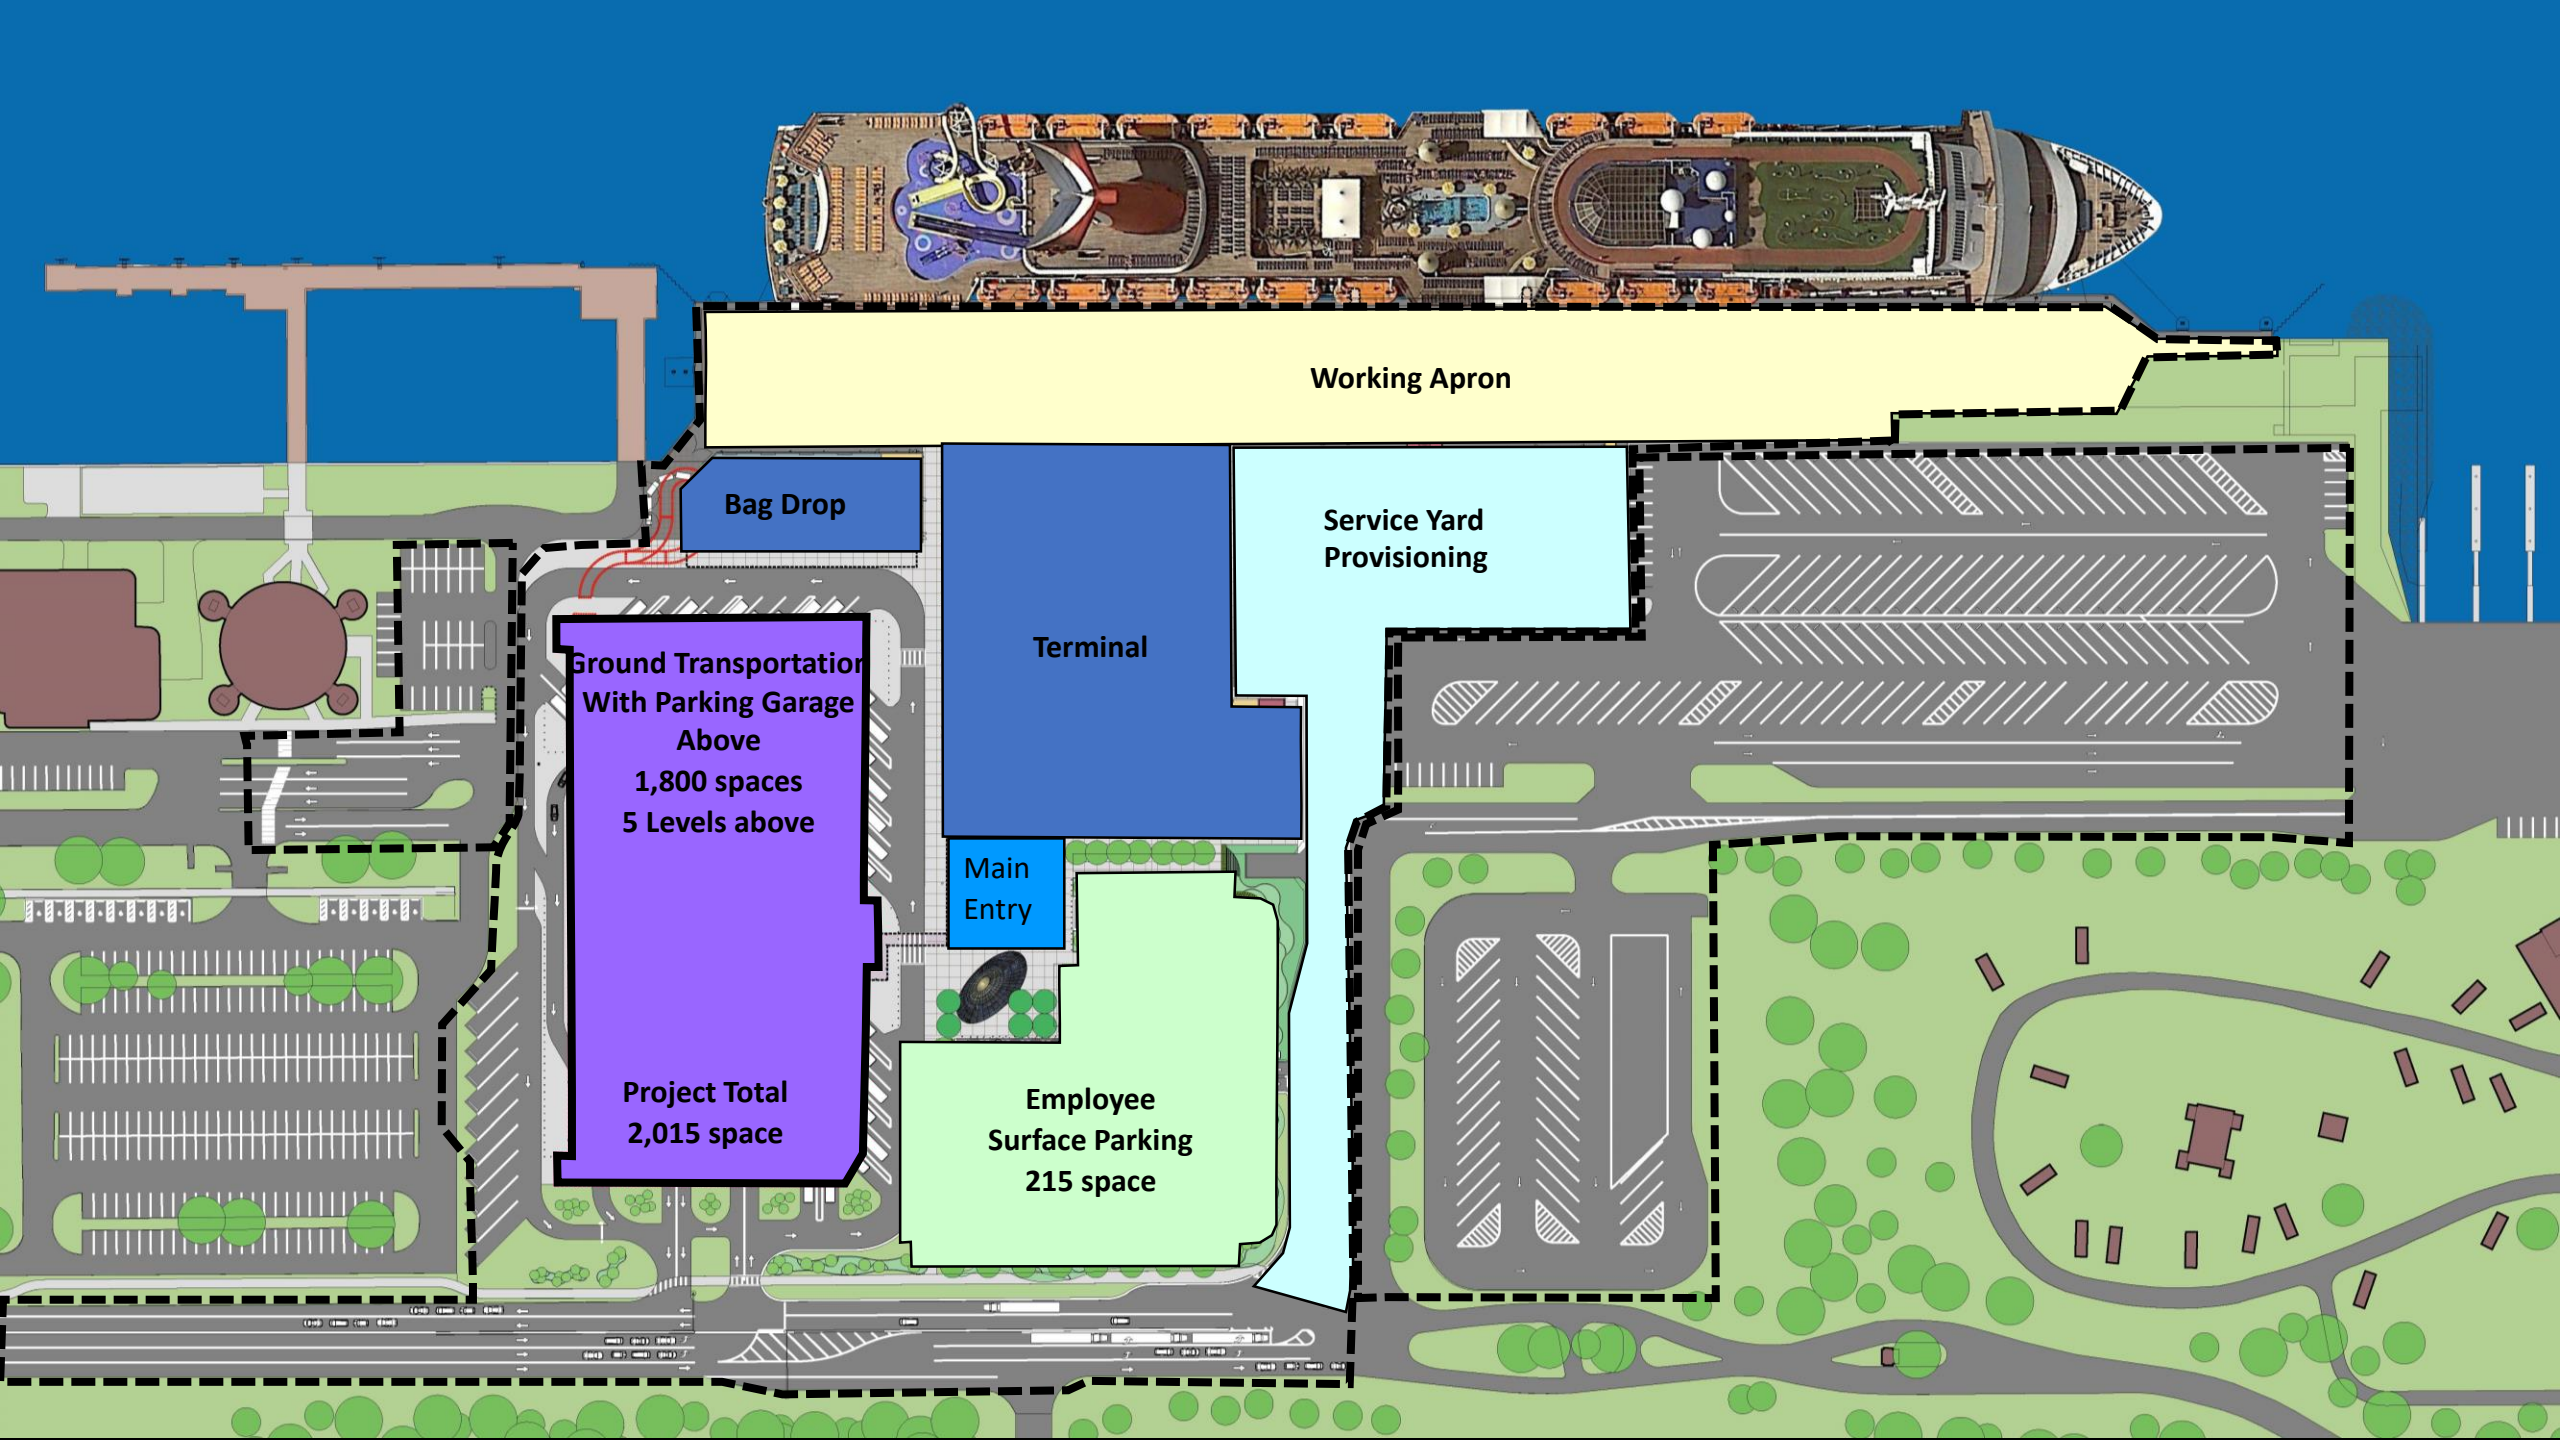 Working Apron
Bag Drop
Service Yard
Provisioning
Terminal
Ground Transportation
With Parking Garage
Above
1,800 spaces
5 Levels above
Main
Entry
Project Total
2,015 space
Employee
Surface Parking
215 space